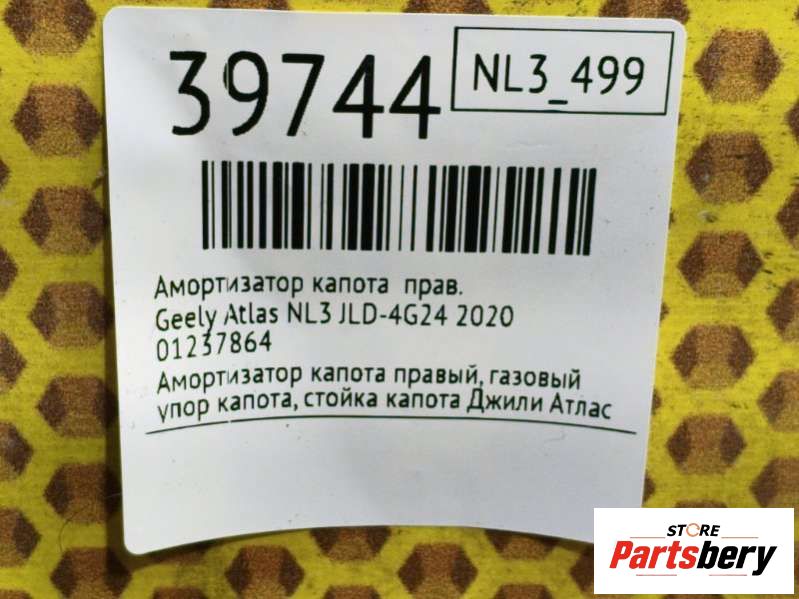 39744
NL3_499
Амортизатор капота прав.
Geely Atlas NL3 JLD-4G24 2020
01237864
Амортизатор капота правый, газовый
упор капота, стойка капота Джили Атлас
STORE
Partsbery